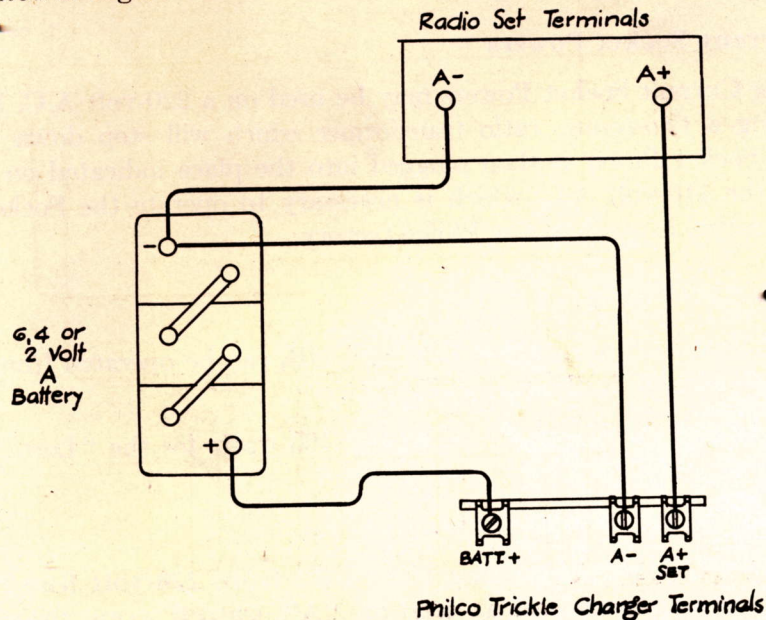 Radio Set Terminals
A-
A+
-
6,4 or
2 Volt
A
Battery
+
BATT.+
A-
A+
SET
Philco Trickle Charger Terminals